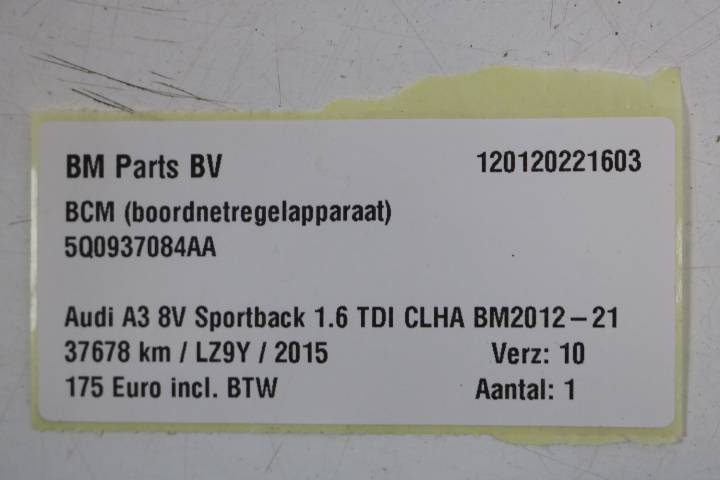 BM Parts BV 120120221603
BCM (boordnetregelapparaat)
5Q0937084AA
Audi A3 8V Sportback 1.6 TDI CLHA BM2012-21
37678 km / LZ9Y / 2015 Verz: 10
175 Euro incl. BTW Aantal: 1